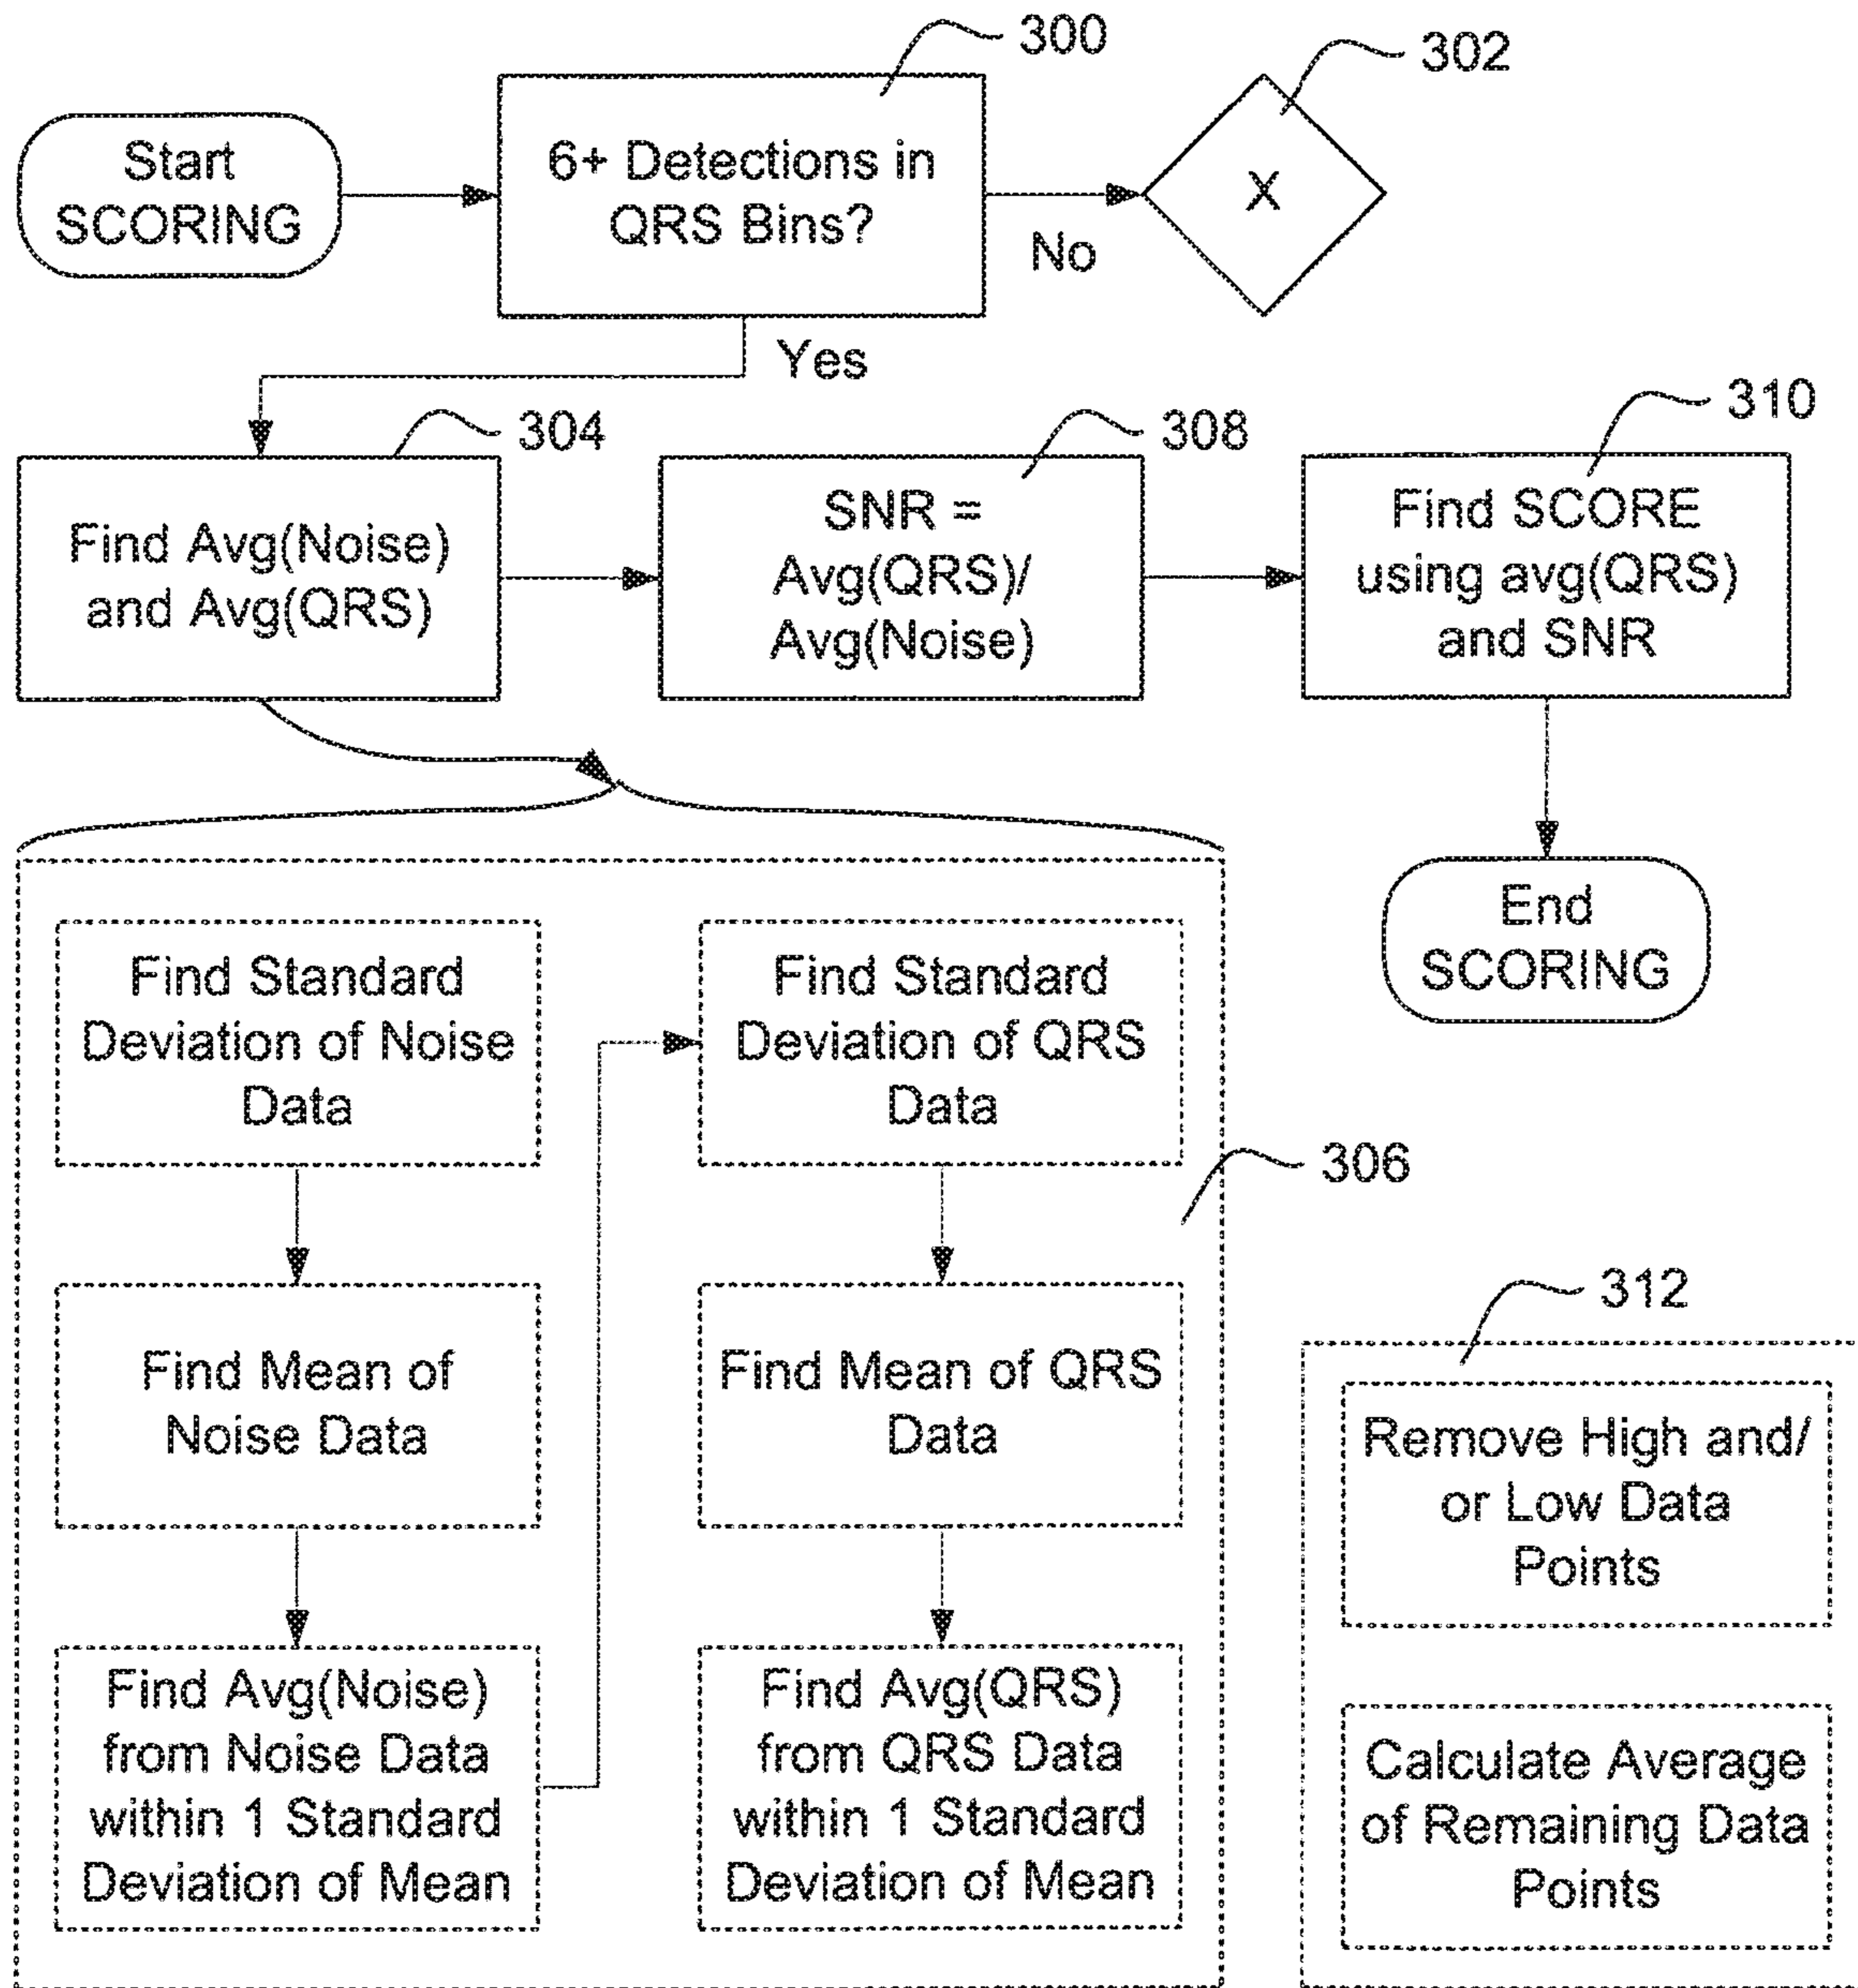 300
302
Start
SCORING
6+ Detections in
QRS Bins?
X
No
Yes
304
308
310
Find Avg(Noise)
and Avg(QRS)
SNR =
Avg(QRS)/
Avg(Noise)
Find SCORE
using avg(QRS)
and SNR
End
SCORING
Find Standard
Deviation of Noise
Data
Find Mean of
Noise Data
Find Avg(Noise)
from Noise Data
within 1 Standard
Deviation of Mean
Find Standard
Deviation of QRS
Data
Find Mean of QRS
Data
Find Avg(QRS)
from QRS Data
within 1 Standard
Deviation of Mean
306
312
Remove High and/
or Low Data
Points
Calculate Average
of Remaining Data
Points